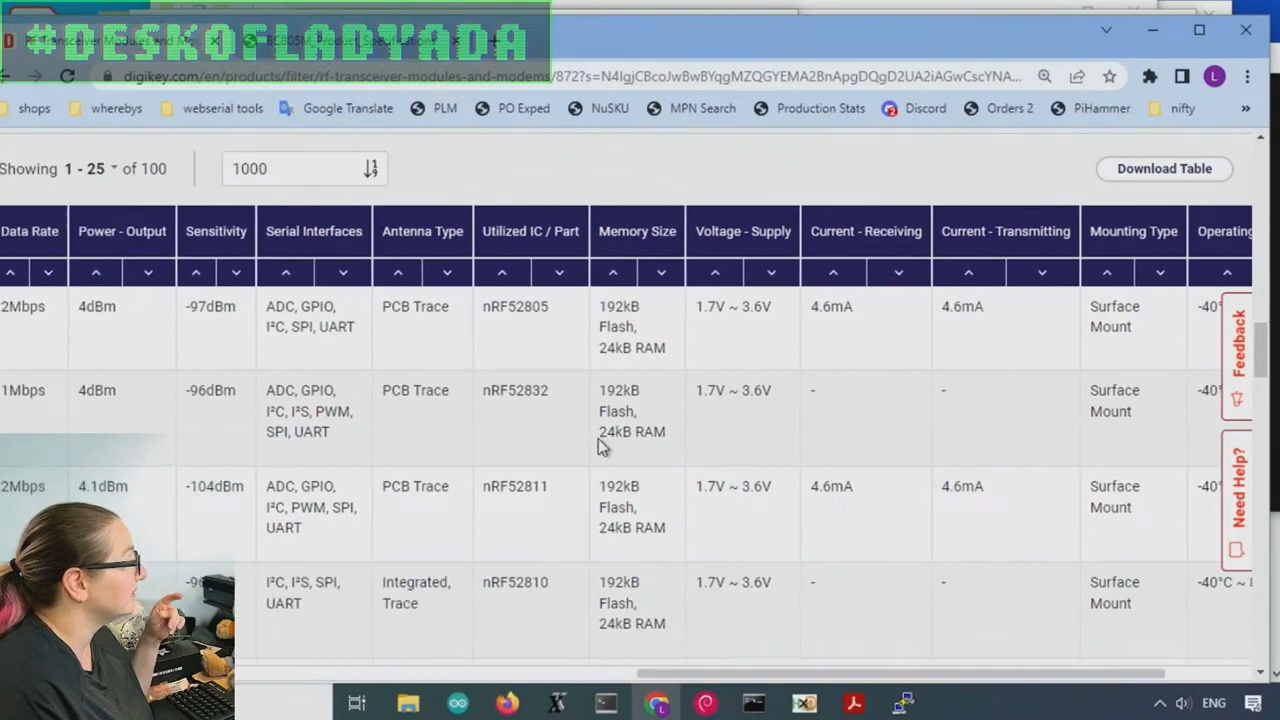 #DESKOFLADYADA
digikey.com/en/products/filter/rf-transceiver-modules-and-modems/872?s=N4IgjCBcoJwBwBYqgMZQGYEMA2BnApgDQgD2UA2iAGwCscYNA...
shops
wherebys
webserial tools
Google Translate
PLM
PO Exped
NuSKU
MPN Search
Production Stats
Discord
Orders 2
PiHammer
nifty
»
Showing 1 - 25 of 100
1000
Download Table
Data Rate Power - Output Sensitivity Serial Interfaces Antenna Type Utilized IC / Part Memory Size Voltage - Supply Current - Receiving Current - Transmitting Mounting Type Operating
2Mbps 4dBm -97dBm ADC, GPIO, PCB Trace nRF52805 192kB 1.7V ~ 3.6V 4.6mA 4.6mA Surface -40°
I²C, SPI, UART Flash, Mount
24kB RAM
1Mbps 4dBm -96dBm ADC, GPIO, PCB Trace nRF52832 192kB 1.7V ~ 3.6V - - Surface -40°
I²C, I²S, PWM, Flash, Mount
SPI, UART 24kB RAM
2Mbps 4.1dBm -104dBm ADC, GPIO, PCB Trace nRF52811 192kB 1.7V ~ 3.6V 4.6mA 4.6mA Surface -40°
I²C, PWM, SPI, Flash, Mount
UART 24kB RAM
I²C, I²S, SPI, Integrated, nRF52810 192kB 1.7V ~ 3.6V - - Surface -40°C ~
UART Trace Flash, Mount
24kB RAM
Feedback
Need Help?
L
ENG